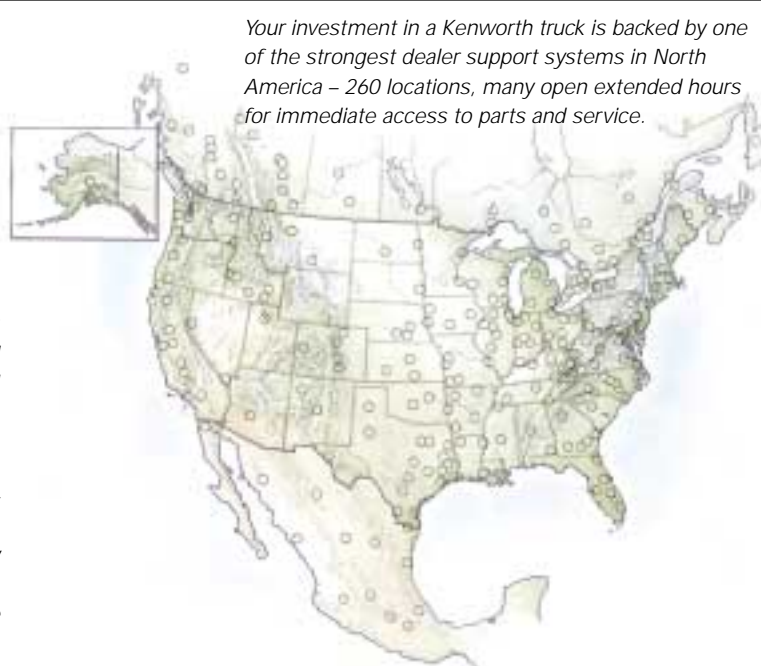 Your investment in a Kenworth truck is backed by one
of the strongest dealer support systems in North
America – 260 locations, many open extended hours
for immediate access to parts and service.